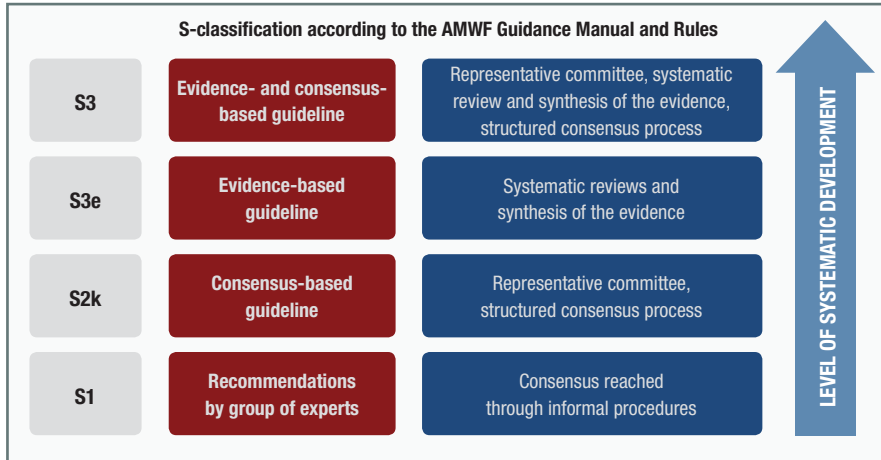 S-classification according to the AMWF Guidance Manual and Rules
S3
Evidence- and consensus-
based guideline
Representative committee, systematic
review and synthesis of the evidence,
structured consensus process
S3e
Evidence-based
guideline
Systematic reviews and
synthesis of the evidence
S2k
Consensus-based
guideline
Representative committee,
structured consensus process
S1
Recommendations
by group of experts
Consensus reached
through informal procedures
LEVEL OF SYSTEMATIC DEVELOPMENT